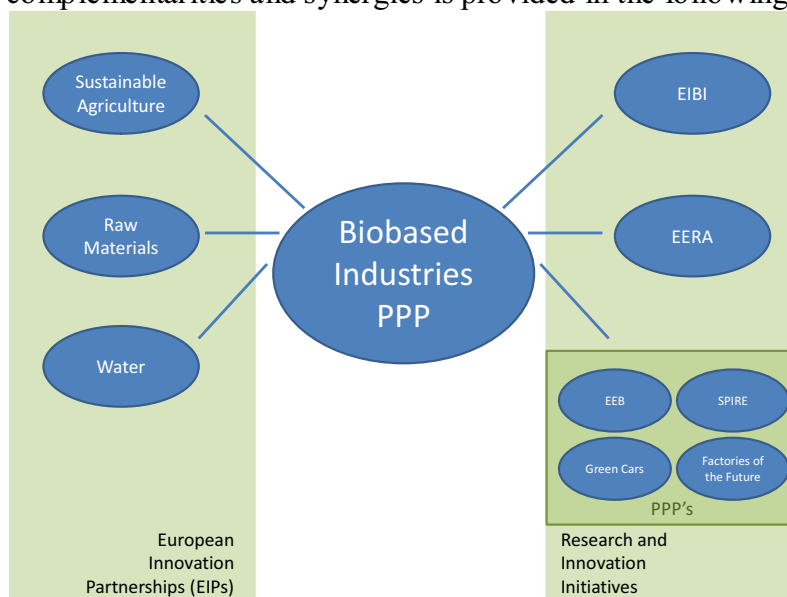 complementarities and synergies is provided in the following
Sustainable
Agriculture
Raw
Materials
Water
European
Innovation
Partnerships (EIPs)
Biobased
Industries
PPP
EIBI
EERA
EEB
SPIRE
Green Cars
Factories of
the Future
PPP's
Research and
Innovation
Initiatives